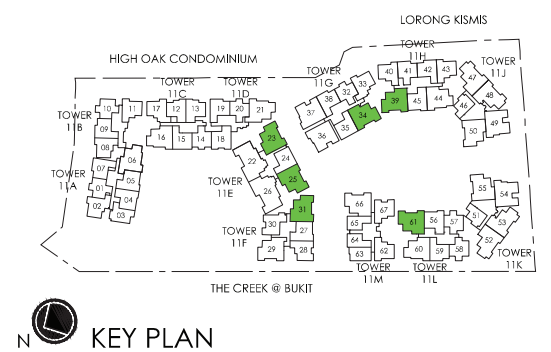 LORONG KISMIS
HIGH OAK CONDOMINIUM
TOWER
11H
TOWER
11J
TOWER
11G
TOWER
11C
TOWER
11D
40 41 42 43
47
48
46
39 45 44
50 49
33
32
38
37
34
35
36
10 11
17 12 13
19 20 21
TOWER
11B
09
08
16 15 14 18
23
06
07
05
01
04
02
03
TOWER
11A
22
24
25
26
TOWER
11E
31
30
27
29 28
TOWER
11F
66
67
65
64
63 62
TOWER
11M
61 56 57
60 59 58
TOWER
11L
55
54
51
53
52
TOWER
11K
THE CREEK @ BUKIT
N
KEY PLAN